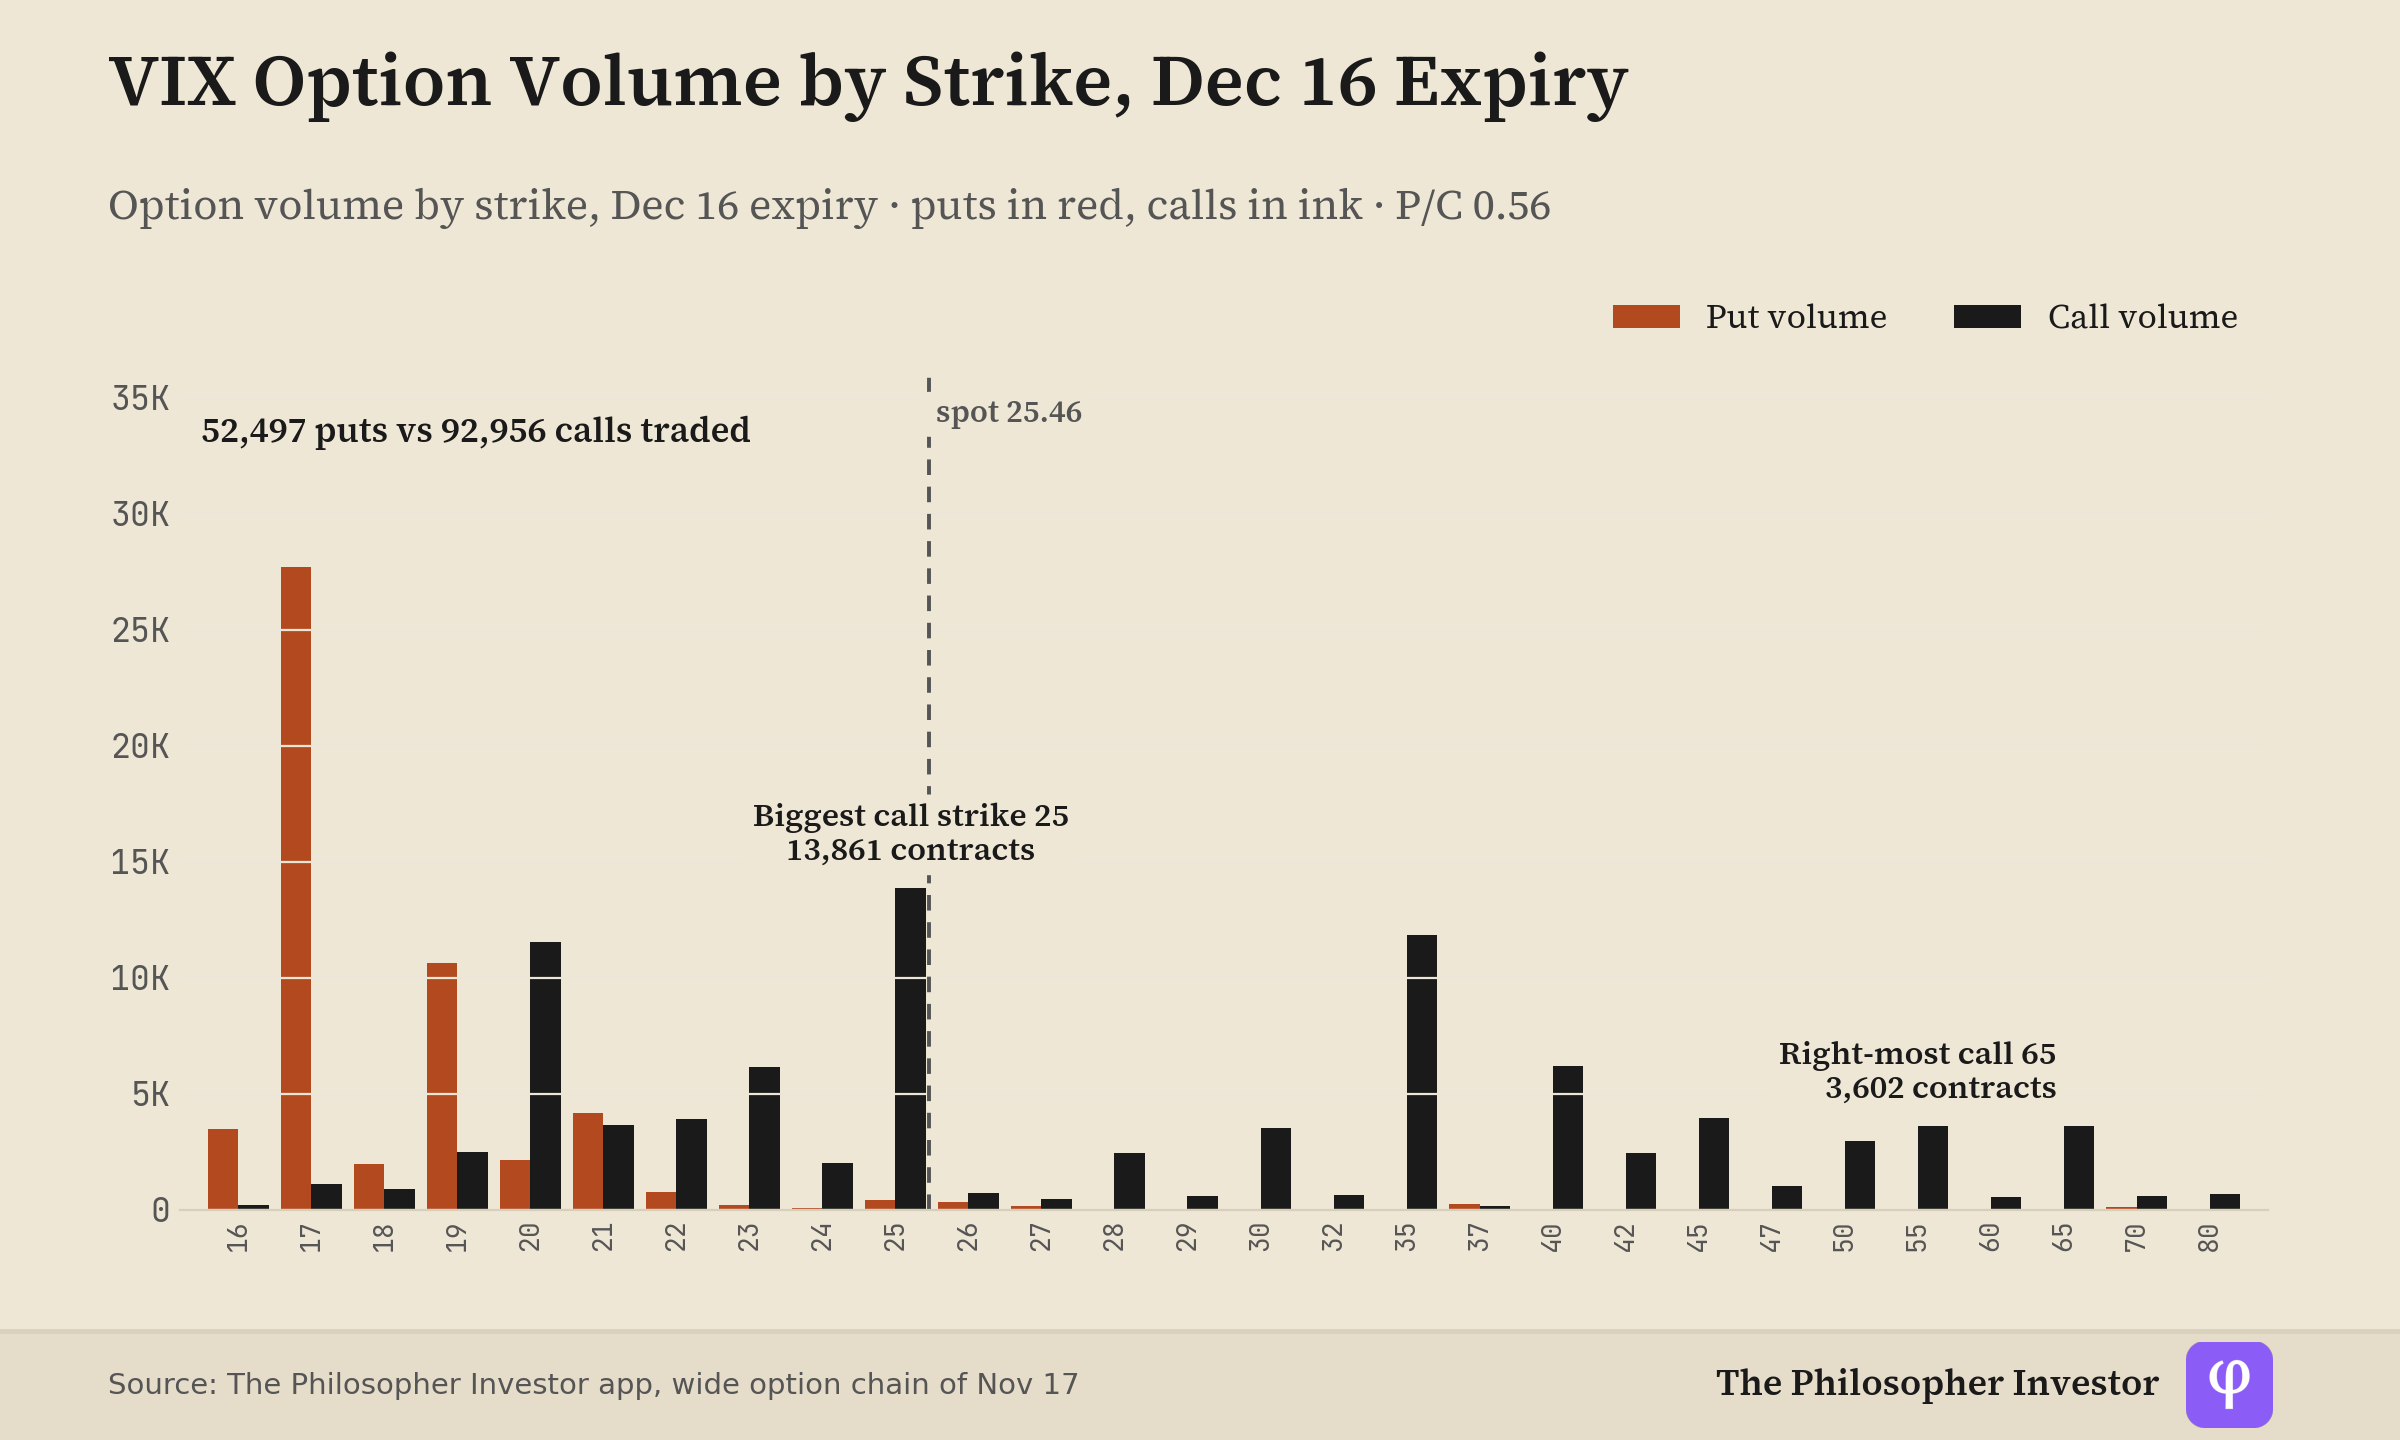 VIX Option Volume by Strike, Dec 16 Expiry
Option volume by strike, Dec 16 expiry · puts in red, calls in ink · P/C 0.56
Put volume
Call volume
35K
30K
25K
20K
15K
10K
5K
0
52,497 puts vs 92,956 calls traded
spot 25.46
Biggest call strike 25
13,861 contracts
Right-most call 65
3,602 contracts
16
17
18
19
20
21
22
23
24
25
26
27
28
29
30
32
35
37
40
42
45
47
50
55
60
65
70
80
Source: The Philosopher Investor app, wide option chain of Nov 17
The Philosopher Investor
φ